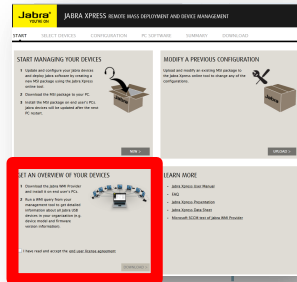 Jabra
YOU'RE ON
JABRA XPRESS REMOTE MASS DEPLOYMENT AND DEVICE MANAGEMENT
START SELECT DEVICES CONFIGURATION PC SOFTWARE SUMMARY DOWNLOAD
START MANAGING YOUR DEVICES
1 Update and configure your Jabra devices
and deploy Jabra software by creating a
new MSI package using the Jabra Xpress
online tool
2 Download the MSI package to your PC
3 Install the MSI package on end user's PCs.
Jabra devices will be updated after the next
PC restart.
NEW >
MODIFY A PREVIOUS CONFIGURATION
Upload and modify an existing MSI package to
the Jabra Xpress online tool to change any of the
configurations.
Jabra
UPLOAD >
GET AN OVERVIEW OF YOUR DEVICES
1 Download the Jabra WMI Provider
and install it on end user's PCs.
2 Run a WMI query from your
management tool to get detailed
information about all Jabra USB
devices in your organization (e.g.
device model and firmware
version information).
I have read and accept the end user license agreement.
DOWNLOAD >
LEARN MORE
Jabra Xpress User Manual
FAQ
Jabra Xpress Presentation
Jabra Xpress Data Sheet
Microsoft SCCM test of Jabra WMI Provider